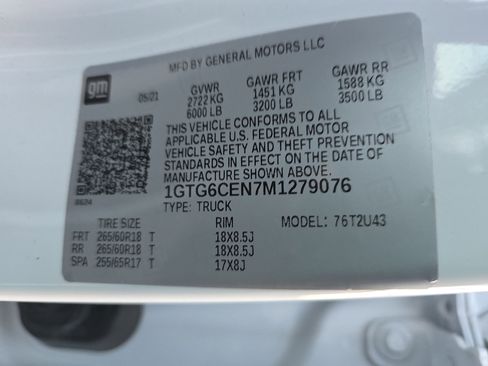 MFD BY GENERAL MOTORS LLC
gm
05/21
GVWR GAWR FRT GAWR RR
2722 KG 1451 KG 1588 KG
6000 LB 3200 LB 3500 LB
THIS VEHICLE CONFORMS TO ALL
APPLICABLE U.S. FEDERAL MOTOR
VEHICLE SAFETY AND THEFT PREVENTION
STANDARDS IN EFFECT ON THE DATE OF
MANUFACTURE SHOWN ABOVE.
1GTG6CEN7M1279076
TYPE: TRUCK MODEL: 76T2U43
TIRE SIZE RIM
FRT 265/60R18 T 18X8.5J
RR 265/60R18 T 18X8.5J
SPA 255/65R17 T 17X8J